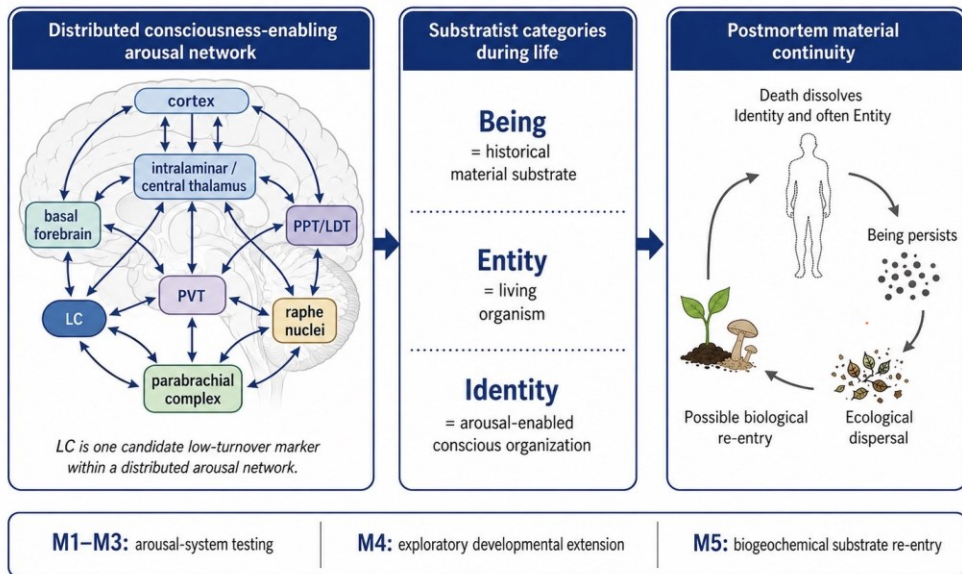 Distributed consciousness-enabling
arousal network
cortex
intralaminar /
central thalamus
basal
forebrain
PPT/LDT
PVT
LC
raphe
nuclei
parabrachial
complex
LC is one candidate low-turnover marker
within a distributed arousal network.
Substratist categories
during life
Being
= historical
material substrate
Entity
= living
organism
Identity
= arousal-enabled
conscious organization
Postmortem material
continuity
Death dissolves
Identity and often Entity
Being persists
Ecological
dispersal
Possible biological
re-entry
M1–M3: arousal-system testing
M4: exploratory developmental extension
M5: biogeochemical substrate re-entry